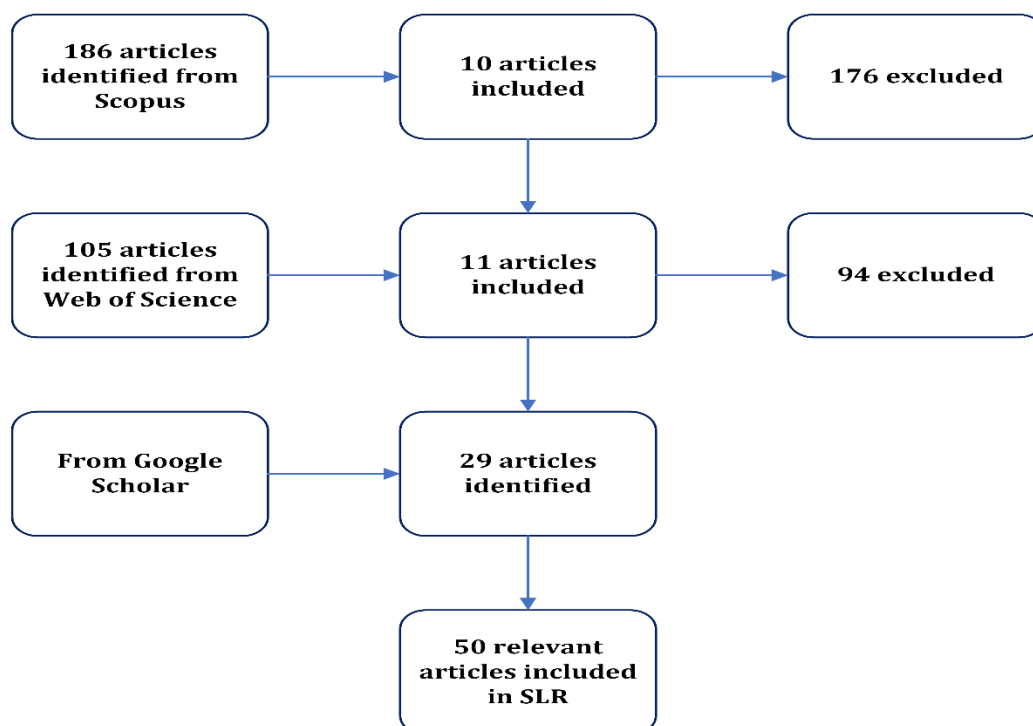 186 articles
identified from
Scopus
10 articles
included
176 excluded
105 articles
identified from
Web of Science
11 articles
included
94 excluded
From Google
Scholar
29 articles
identified
50 relevant
articles included
in SLR